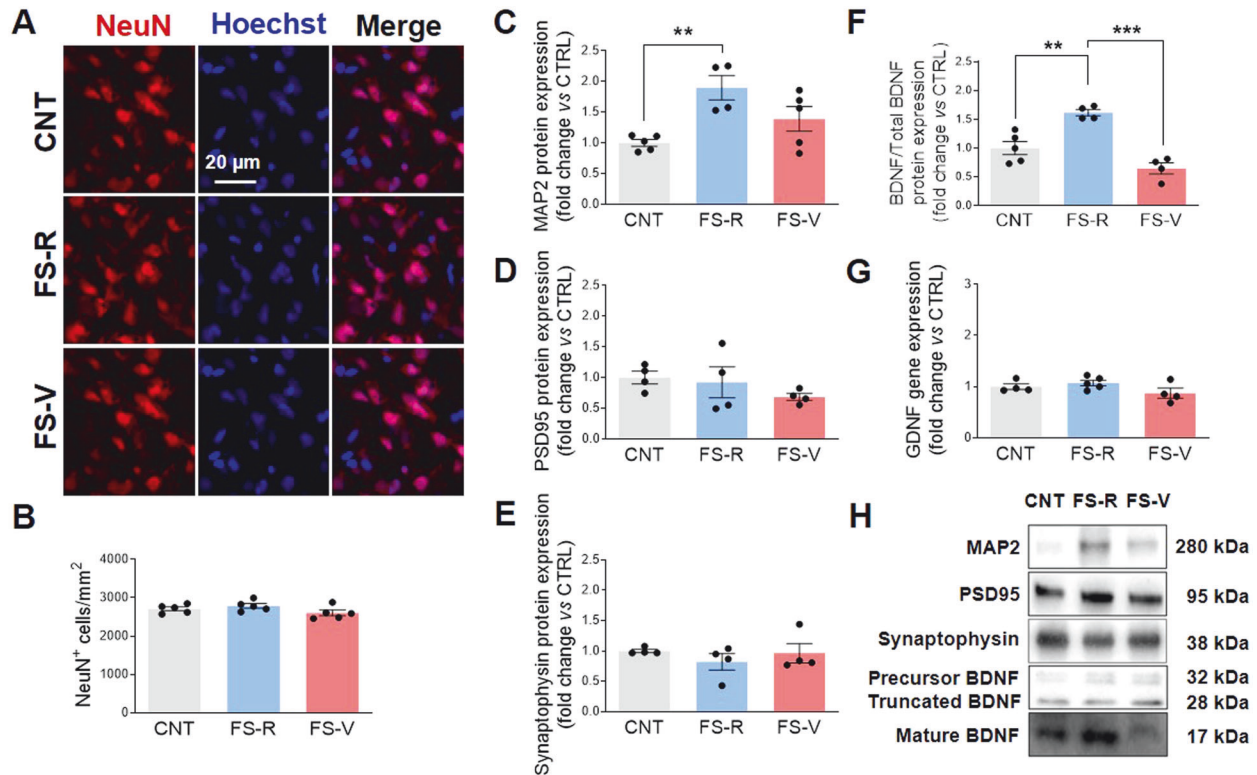 A
NeuN
Hoechst
Merge
CNT
20 µm
FS-R
FS-V
B
NeuN⁺ cells/mm²
4000
3000
2000
1000
0
CNT FS-R FS-V
C
MAP2 protein expression
(fold change vs CTRL)
2.5
2.0
1.5
1.0
0.5
0.0
**
CNT FS-R FS-V
D
PSD95 protein expression
(fold change vs CTRL)
2.5
2.0
1.5
1.0
0.5
0.0
CNT FS-R FS-V
E
Synaptophysin protein expression
(fold change vs CTRL)
2.5
2.0
1.5
1.0
0.5
0.0
CNT FS-R FS-V
F
BDNF/Total BDNF
protein expression
(fold change vs CTRL)
2.5
2.0
1.5
1.0
0.5
0.0
** ***
CNT FS-R FS-V
G
GDNF gene expression
(fold change vs CTRL)
3
2
1
0
CNT FS-R FS-V
H
CNT FS-R FS-V
MAP2 280 kDa
PSD95 95 kDa
Synaptophysin 38 kDa
Precursor BDNF 32 kDa
Truncated BDNF 28 kDa
Mature BDNF 17 kDa